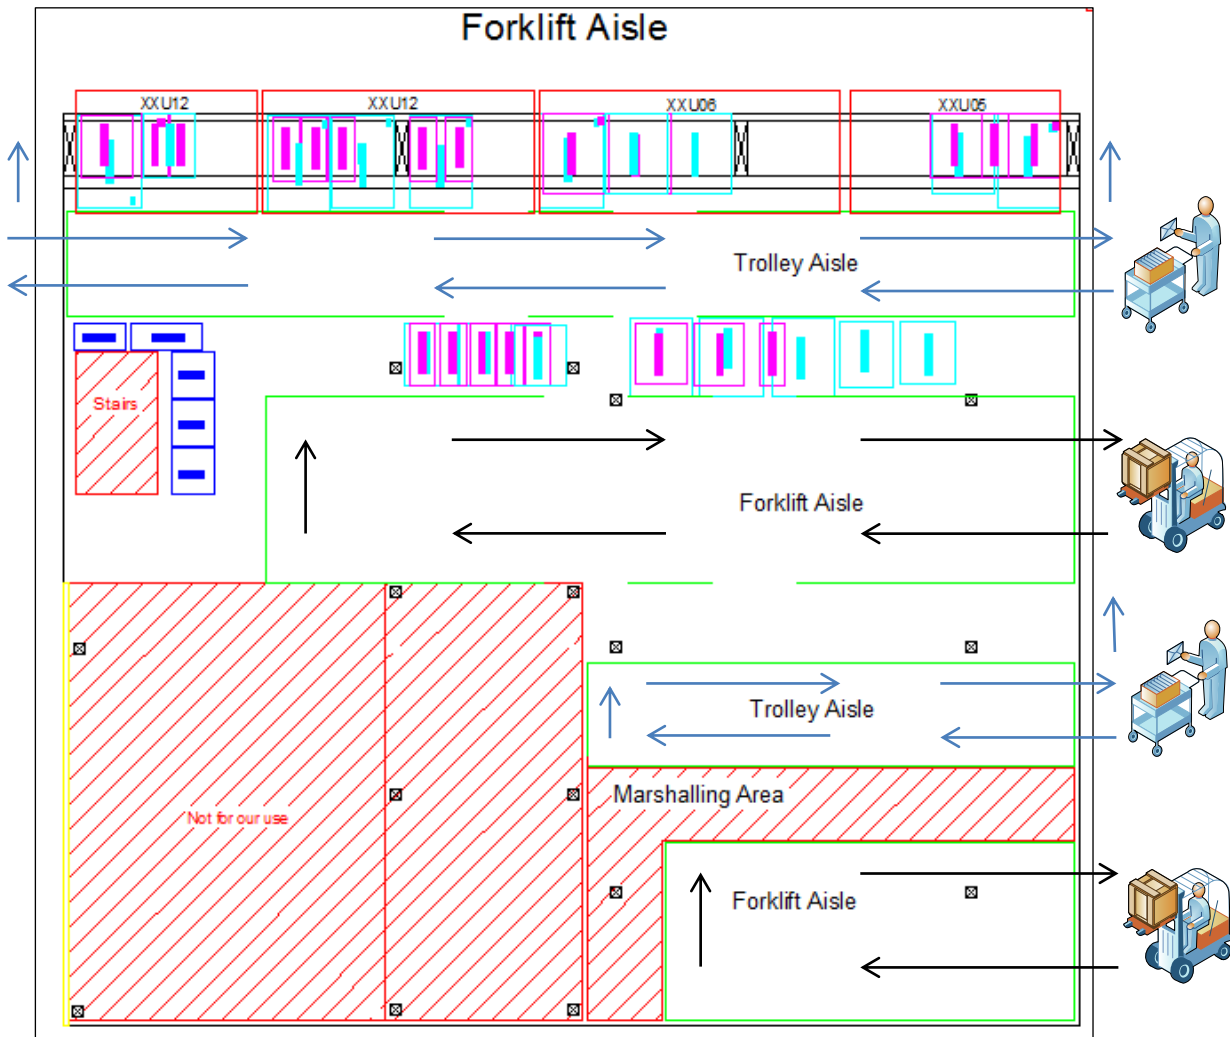 Forklift Aisle
XXU12
XXU12
XXU06
XXU05
Trolley Aisle
Stairs
Forklift Aisle
Trolley Aisle
Marshalling Area
Not for our use
Forklift Aisle